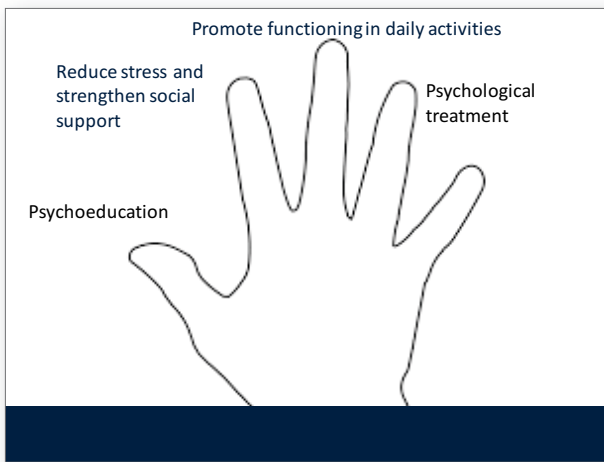 Promote functioning in daily activities
Reduce stress and
strengthen social
support
Psychological
treatment
Psychoeducation